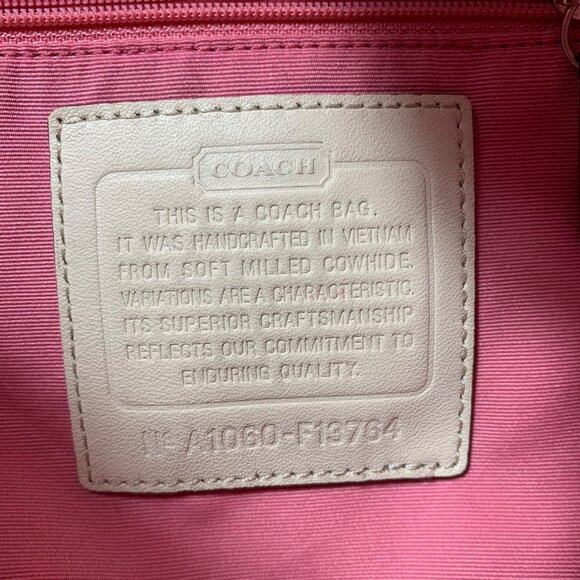 COACH
THIS IS A COACH BAG.
IT WAS HANDCRAFTED IN VIETNAM
FROM SOFT MILLED COWHIDE.
VARIATIONS ARE A CHARACTERISTIC.
ITS SUPERIOR CRAFTSMANSHIP
REFLECTS OUR COMMITMENT TO
ENDURING QUALITY.
No A1060-F13764